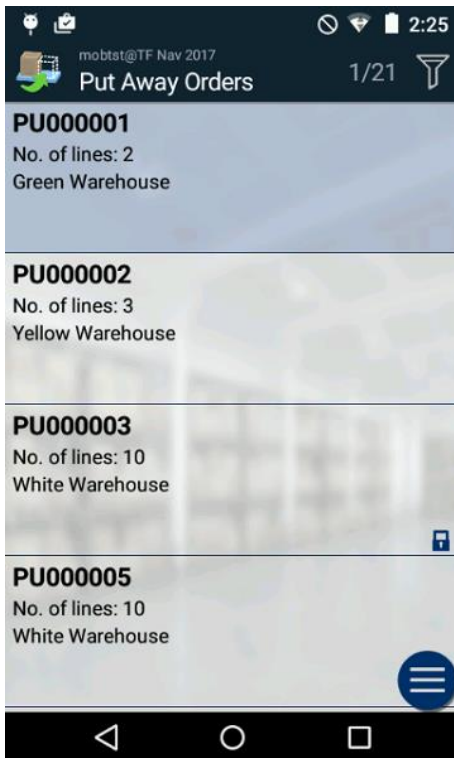 2:25
mobtst@TF Nav 2017
Put Away Orders
1/21
PU000001
No. of lines: 2
Green Warehouse
PU000002
No. of lines: 3
Yellow Warehouse
PU000003
No. of lines: 10
White Warehouse
PU000005
No. of lines: 10
White Warehouse